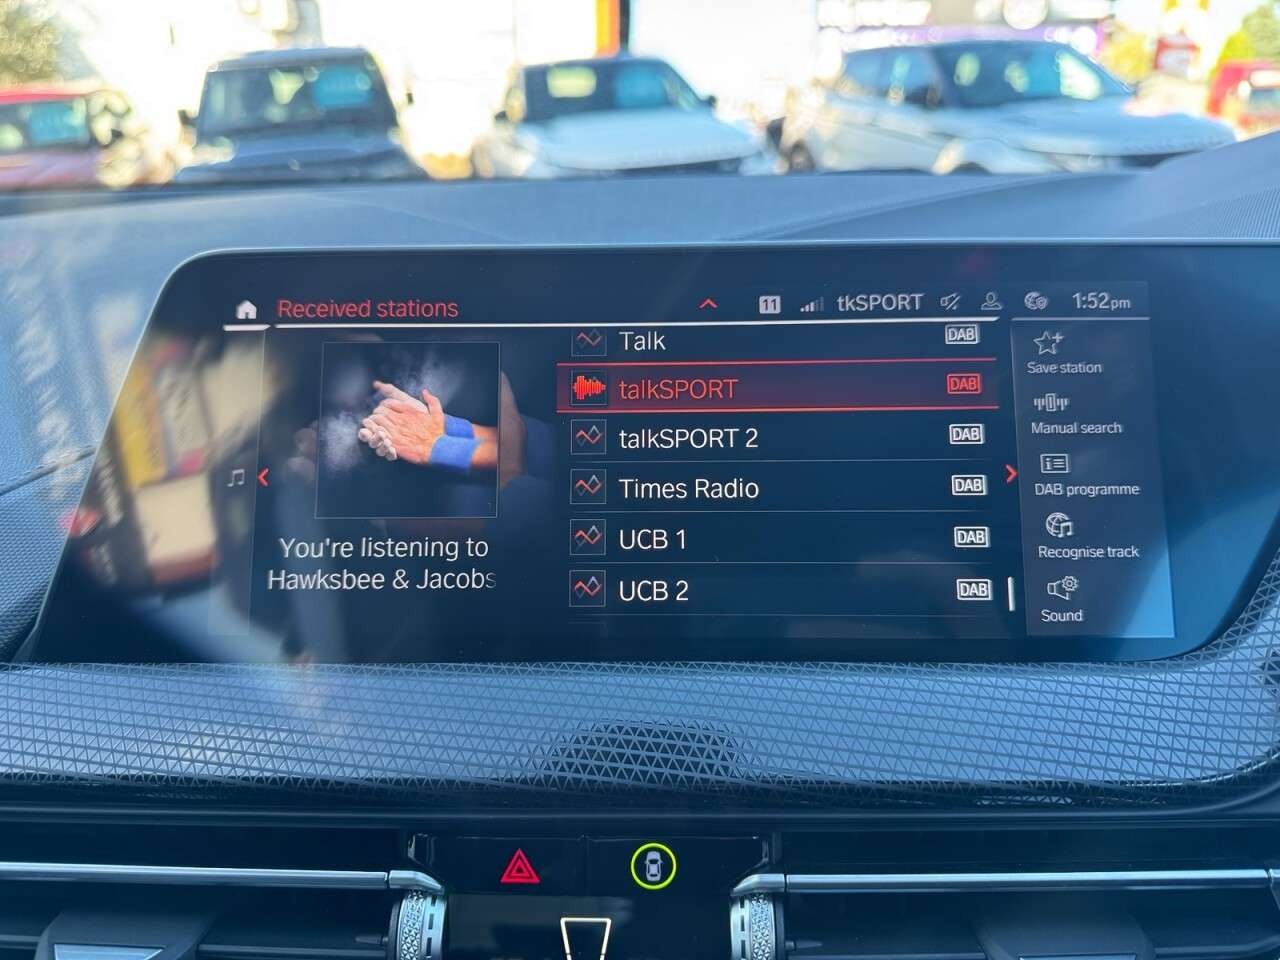 Received stations
11
tkSPORT
1:52pm
Talk
DAB
talkSPORT
DAB
talkSPORT 2
DAB
Times Radio
DAB
UCB 1
DAB
UCB 2
DAB
You're listening to
Hawksbee & Jacobs
Save station
Manual search
DAB programme
Recognise track
Sound